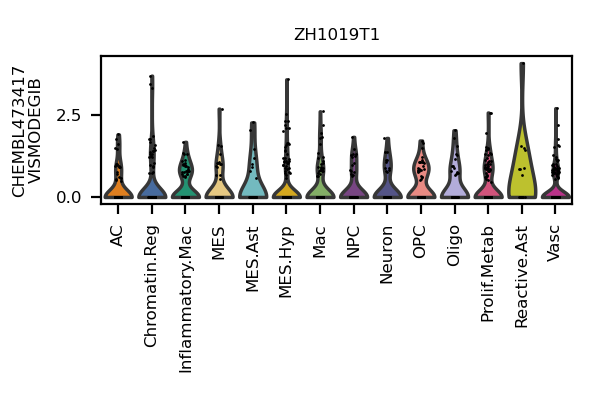 ZH1019T1
CHEMBL473417
VISMODEGIB
2.5
0.0
AC
Chromatin.Reg
Inflammatory.Mac
MES
MES.Ast
MES.Hyp
Mac
NPC
Neuron
OPC
Oligo
Prolif.Metab
Reactive.Ast
Vasc